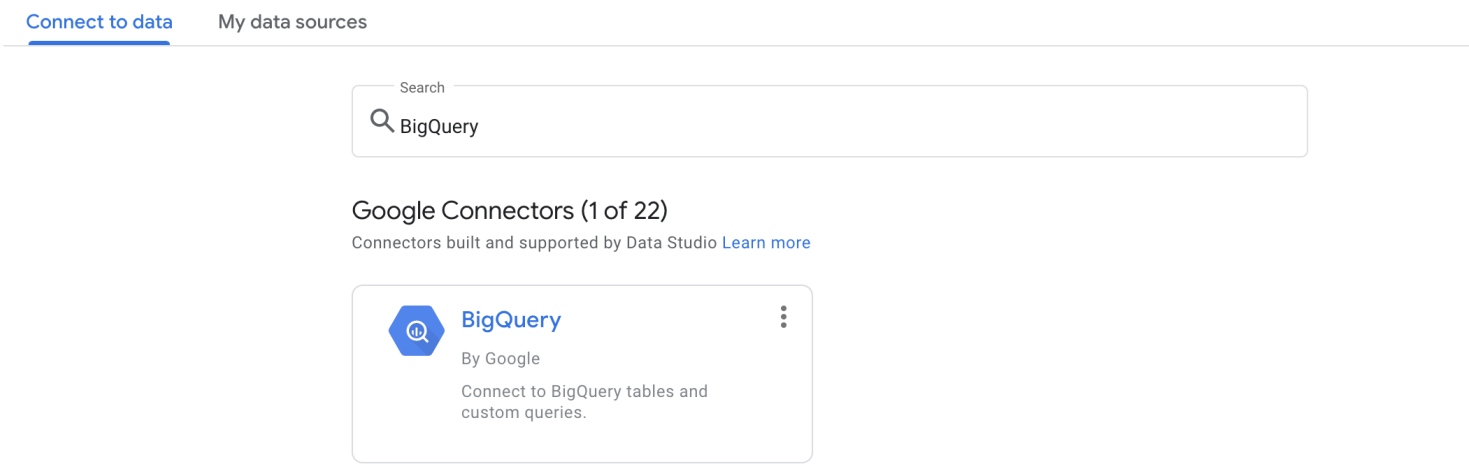 Connect to data My data sources
Search
BigQuery
Google Connectors (1 of 22)
Connectors built and supported by Data Studio Learn more
BigQuery
By Google
Connect to BigQuery tables and
custom queries.